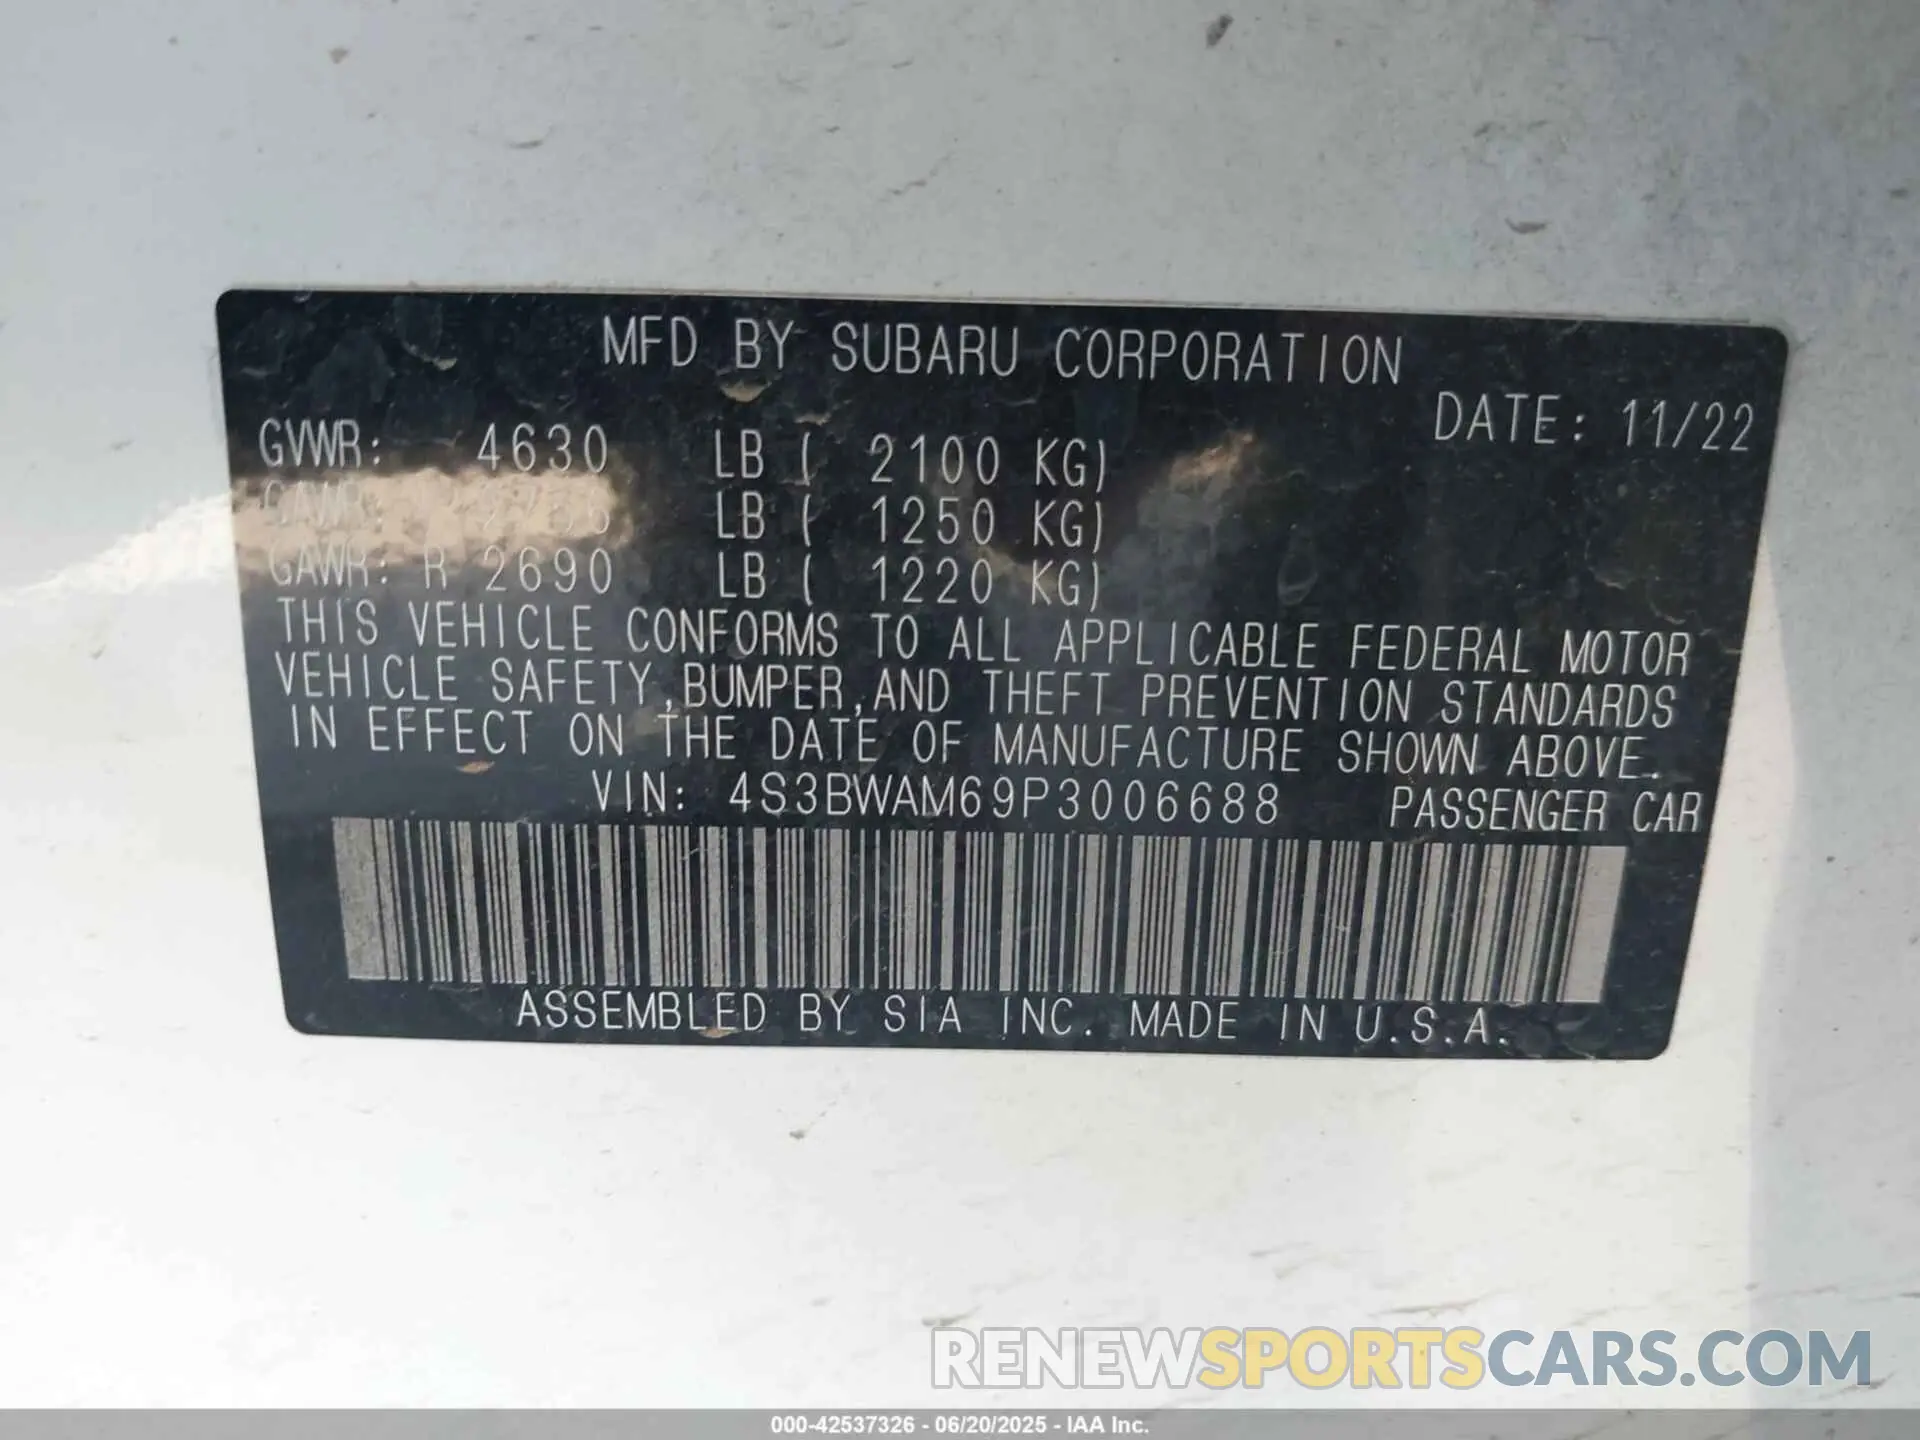 MFD BY SUBARU CORPORATION
DATE: 11/22
GVWR: 4630 LB ( 2100 KG)
GAWR: LB ( 1250 KG)
GAWR: R 2690 LB ( 1220 KG)
THIS VEHICLE CONFORMS TO ALL APPLICABLE FEDERAL MOTOR
VEHICLE SAFETY,BUMPER,AND THEFT PREVENTION STANDARDS
IN EFFECT ON THE DATE OF MANUFACTURE SHOWN ABOVE.
VIN: 4S3BWAM69P3006688 PASSENGER CAR
ASSEMBLED BY SIA INC. MADE IN U.S.A.
RENEWSPORTSCARS.COM
000-42537326 - 06/20/2025 - IAA Inc.